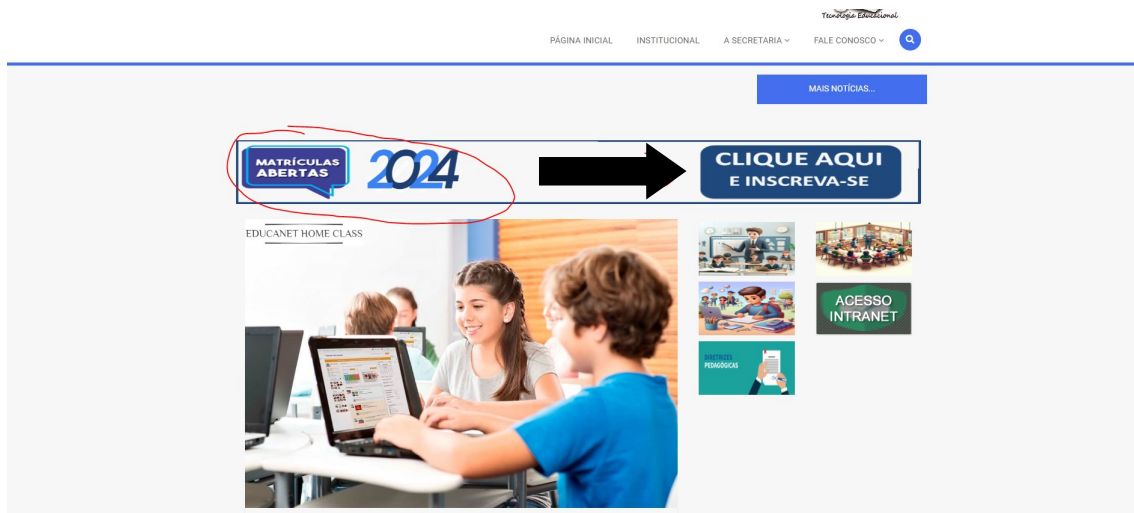 Tecnologia Educacional
PÁGINA INICIAL INSTITUCIONAL A SECRETARIA FALE CONOSCO
MAIS NOTÍCIAS...
MATRÍCULAS
ABERTAS
2024
CLIQUE AQUI
E INSCREVA-SE
EDUCANET HOME CLASS
ACESSO
INTRANET
DIRETRIZES
PEDAGÓGICAS